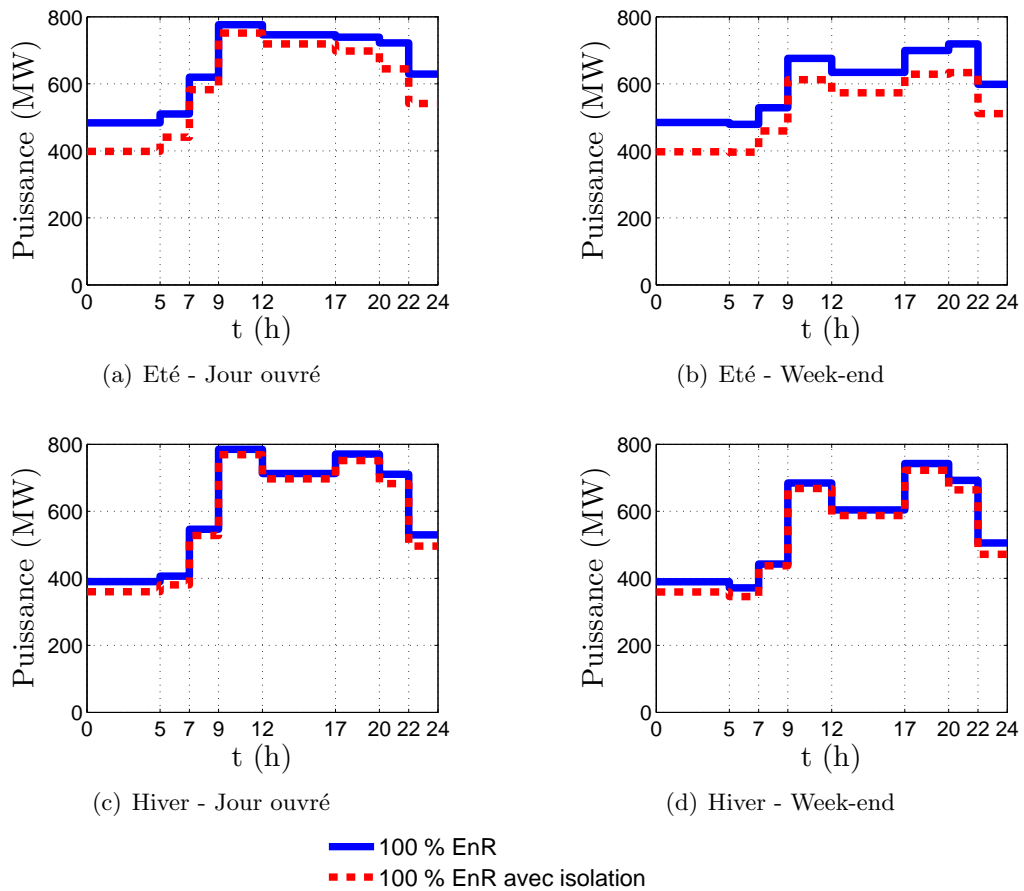 800
600
400
200
0
Puissance (MW)
0 5 7 9 12 17 20 22 24
t (h)
(a) Eté - Jour ouvré
800
600
400
200
0
Puissance (MW)
0 5 7 9 12 17 20 22 24
t (h)
(b) Eté - Week-end
800
600
400
200
0
Puissance (MW)
0 5 7 9 12 17 20 22 24
t (h)
(c) Hiver - Jour ouvré
800
600
400
200
0
Puissance (MW)
0 5 7 9 12 17 20 22 24
t (h)
(d) Hiver - Week-end
100 % EnR
100 % EnR avec isolation